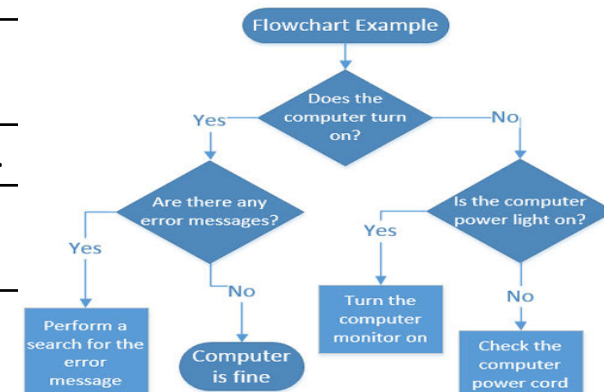 Flowchart Example
Does the
computer turn
on?
Yes
No
Are there any
error messages?
Is the computer
power light on?
Yes
No
Yes
No
Perform a
search for the
error
message
Computer
is fine
Turn the
computer
monitor on
Check the
computer
power cord